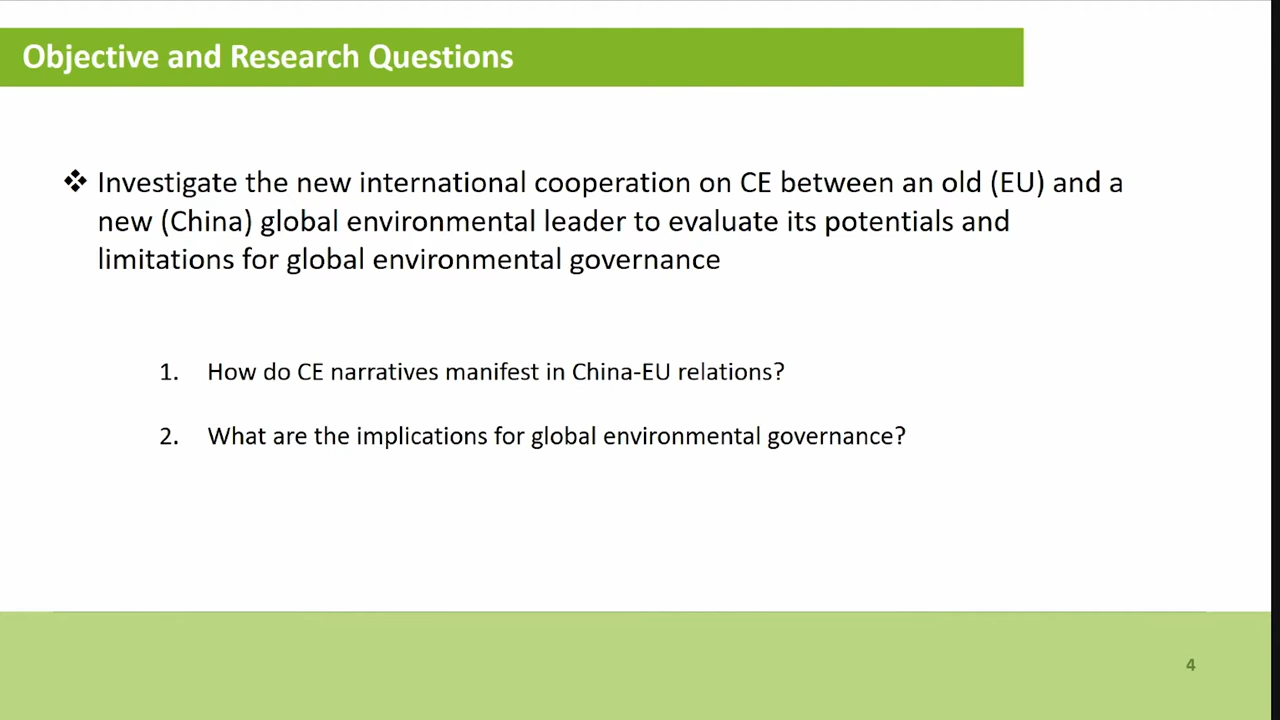 Objective and Research Questions
❖ Investigate the new international cooperation on CE between an old (EU) and a
new (China) global environmental leader to evaluate its potentials and
limitations for global environmental governance
1. How do CE narratives manifest in China-EU relations?
2. What are the implications for global environmental governance?
4